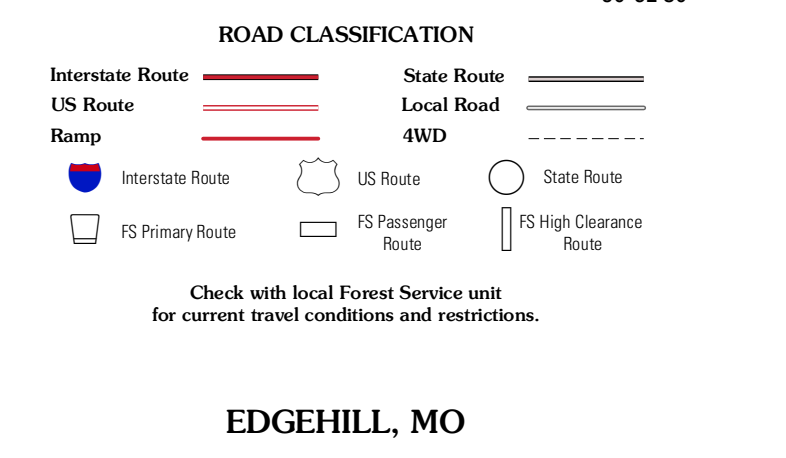 ROAD CLASSIFICATION
Interstate Route State Route
US Route Local Road
Ramp 4WD
Interstate Route US Route State Route
FS Primary Route FS Passenger Route FS High Clearance Route
Check with local Forest Service unit
for current travel conditions and restrictions.
EDGEHILL, MO